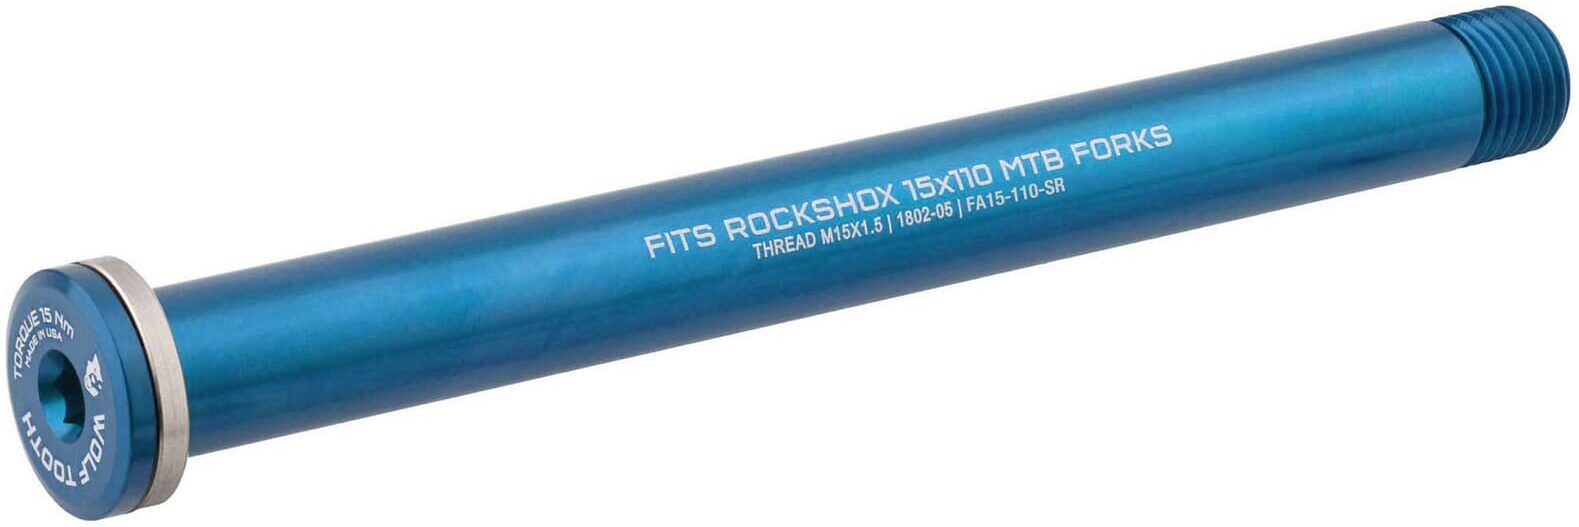 FITS ROCKSHOX 15x110 MTB FORKS
THREAD M15X1.5 | 1802-05 | FA15-110-SR
TORQUE 15 Nm
MADE IN USA
WOLF TOOTH